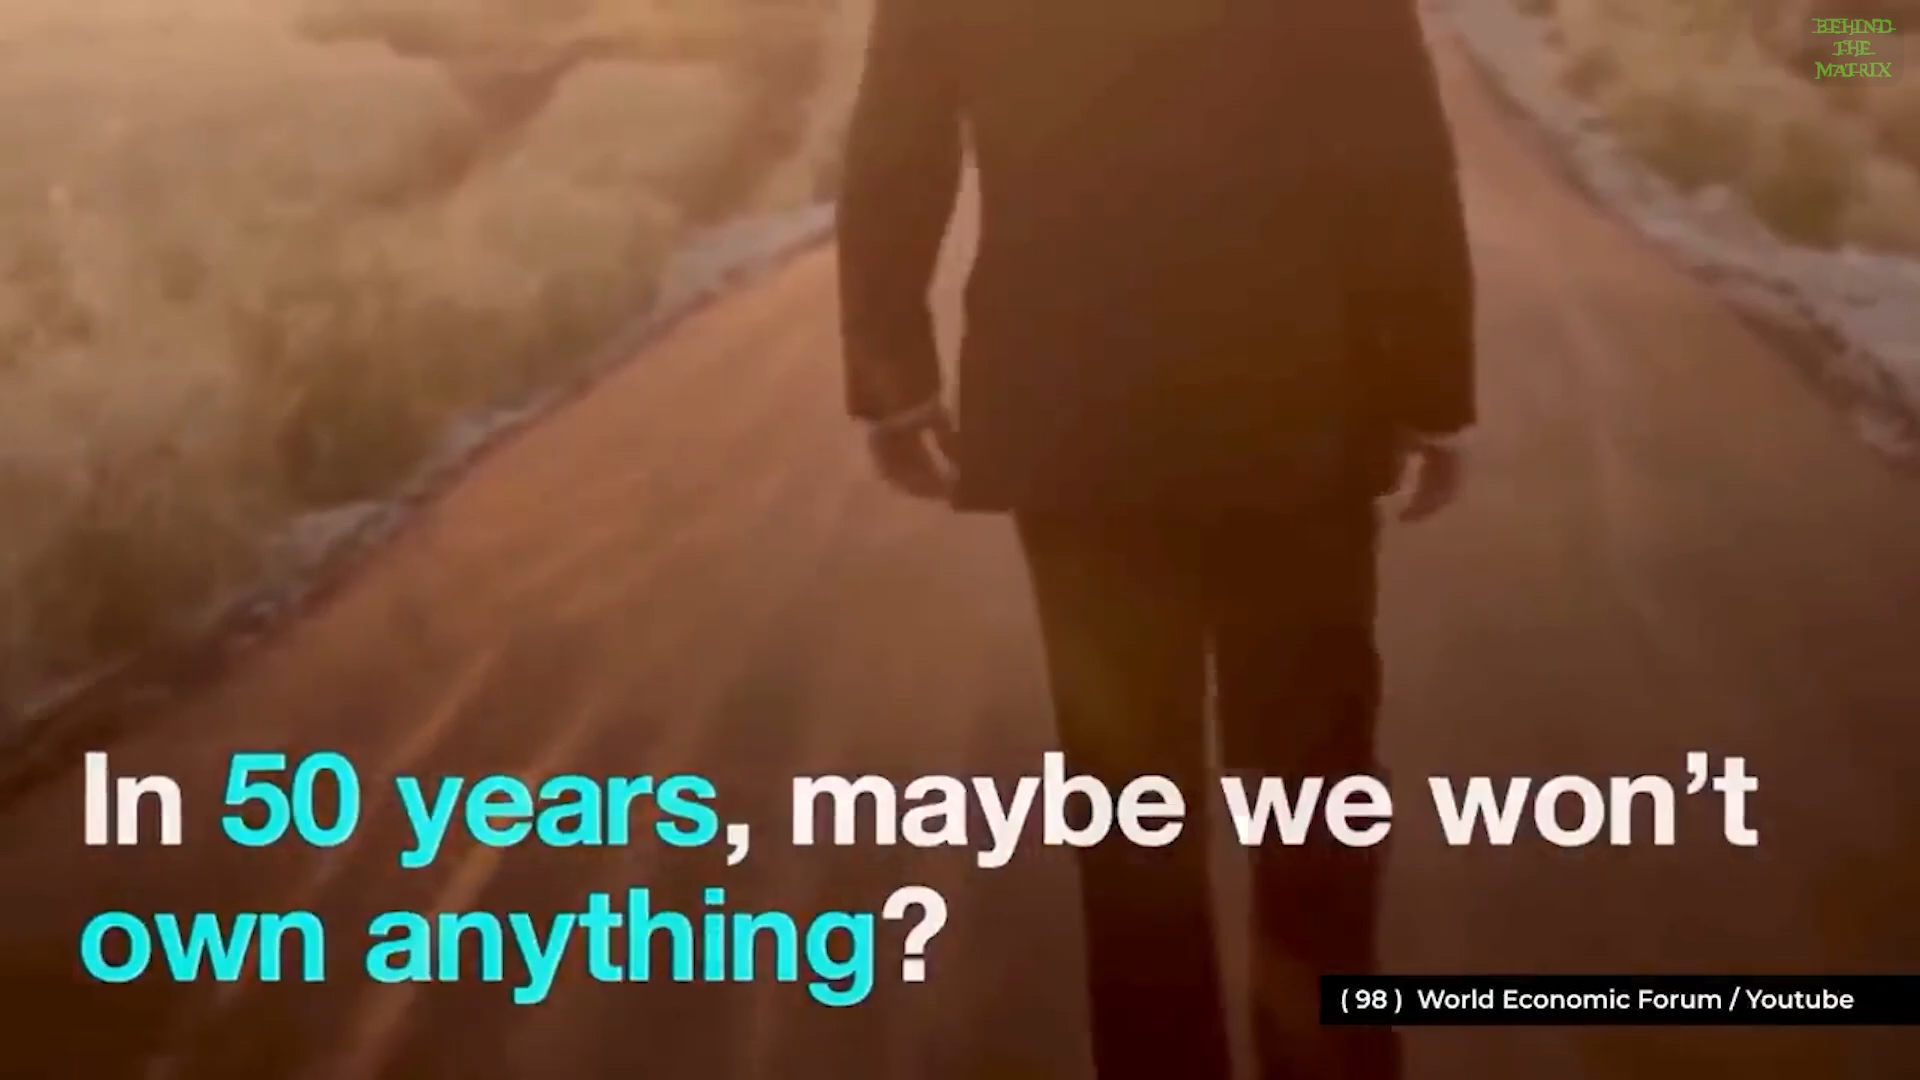 BEHIND
THE
MATRIX
In 50 years, maybe we won't
own anything?
( 98 ) World Economic Forum / Youtube